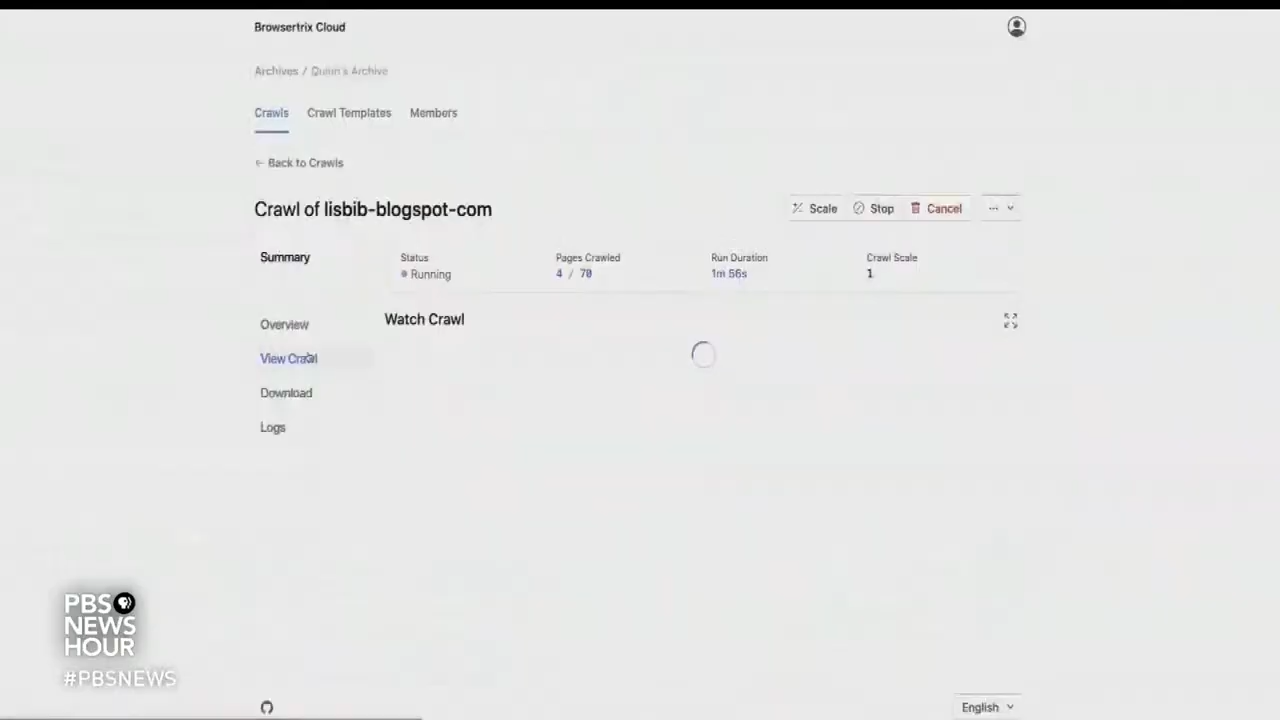 Browsertrix Cloud
Archives / Quinn's Archive
Crawls Crawl Templates Members
← Back to Crawls
Crawl of lisbib-blogspot-com
Scale Stop Cancel ...
Summary
Status
Running
Pages Crawled
4 / 70
Run Duration
1m 56s
Crawl Scale
1
Overview
View Crawl
Download
Logs
Watch Crawl
PBS
NEWS
HOUR
#PBSNEWS
English